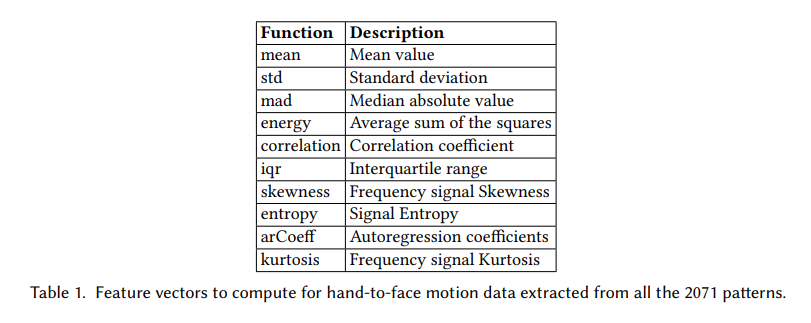 Function Description
mean Mean value
std Standard deviation
mad Median absolute value
energy Average sum of the squares
correlation Correlation coefficient
iqr Interquartile range
skewness Frequency signal Skewness
entropy Signal Entropy
arCoeff Autoregression coefficients
kurtosis Frequency signal Kurtosis
Table 1. Feature vectors to compute for hand-to-face motion data extracted from all the 2071 patterns.